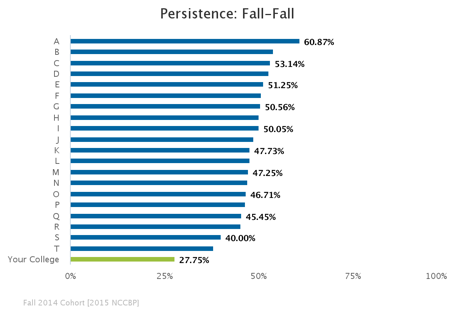 Persistence: Fall-Fall
A 60.87%
B
C 53.14%
D
E 51.25%
F
G 50.56%
H
I 50.05%
J
K 47.73%
L
M 47.25%
N
O 46.71%
P
Q 45.45%
R
S 40.00%
T
Your College 27.75%
0% 25% 50% 75% 100%
Fall 2014 Cohort [2015 NCCBP]